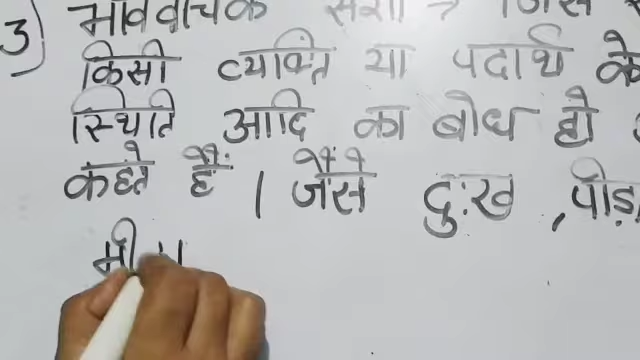 3) भाववाचक संज्ञा → जिस
किसी व्यक्ति या पदार्थ के
स्थिति आदि का बोध हो
कहते हैं । जैसे दुःख ,पीड़ा
मी